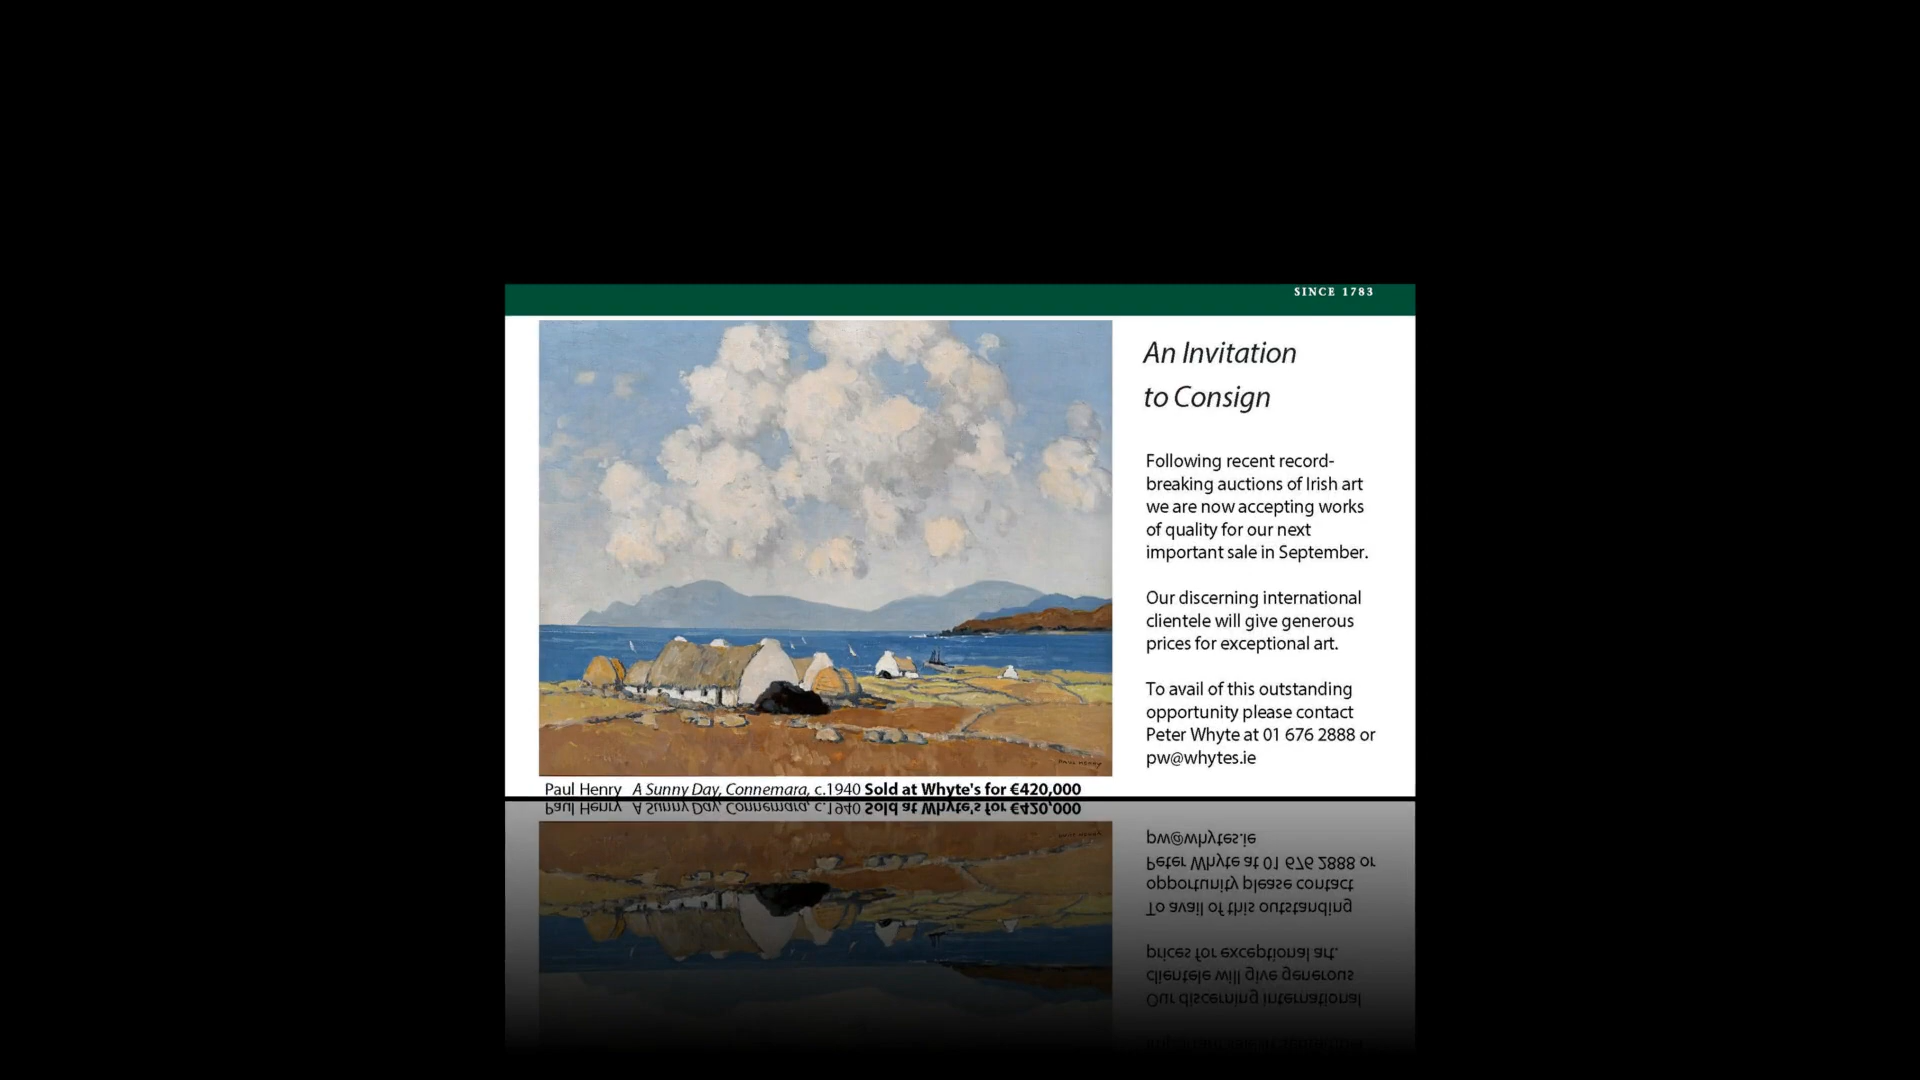 SINCE 1783
An Invitation
to Consign
Following recent record-
breaking auctions of Irish art
we are now accepting works
of quality for our next
important sale in September.
Our discerning international
clientele will give generous
prices for exceptional art.
To avail of this outstanding
opportunity please contact
Peter Whyte at 01 676 2888 or
pw@whytes.ie
PAUL HENRY
Paul Henry A Sunny Day, Connemara, c.1940 Sold at Whyte's for €420,000